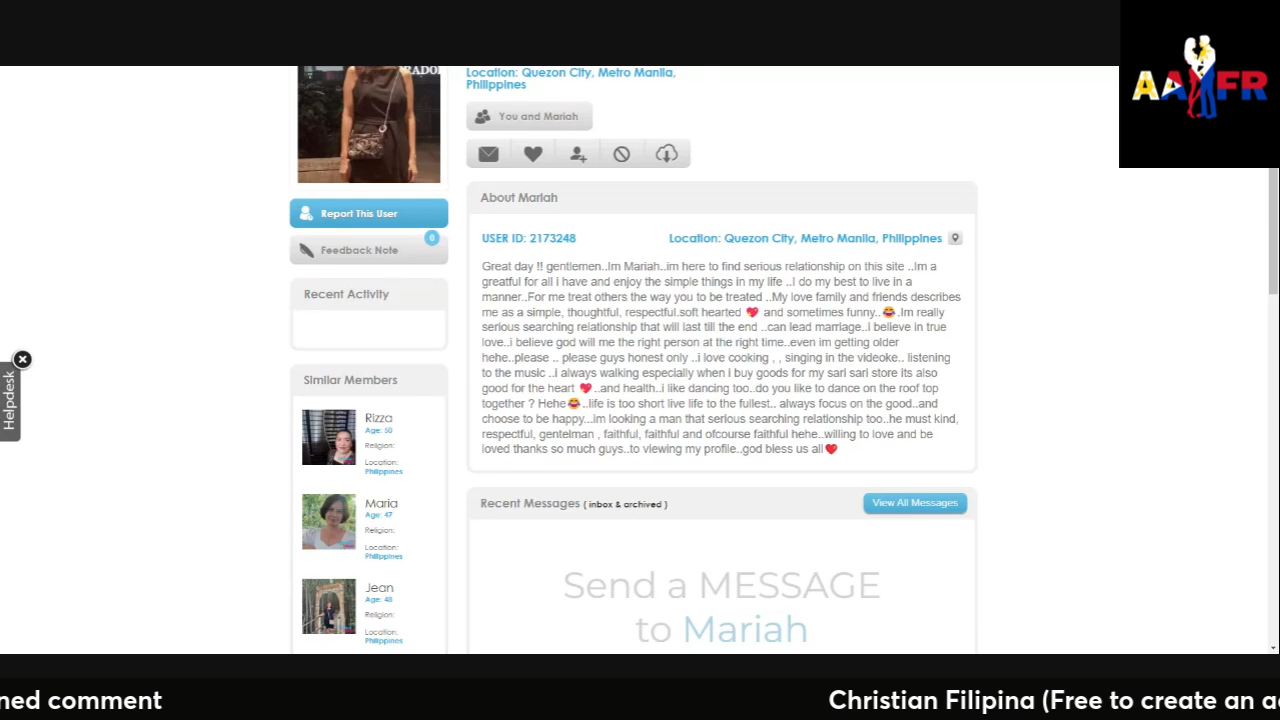 RADO
AAXFR
Location: Quezon City, Metro Manila,
Philippines
You and Mariah
Report This User
0
Feedback Note
Recent Activity
Similar Members
Rizza
Age: 50
Religion:
Location:
Philippines
Maria
Age: 47
Religion:
Location:
Philippines
Jean
Age: 48
Religion:
Location:
Philippines
Helpdesk
About Mariah
USER ID: 2173248
Location: Quezon City, Metro Manila, Philippines
Great day !! gentlemen..Im Mariah..im here to find serious relationship on this site ..Im a
greatful for all i have and enjoy the simple things in my life ..I do my best to live in a
manner..For me treat others the way you to be treated ..My love family and friends describes
me as a simple, thoughtful, respectful.soft hearted 💖 and sometimes funny..😂.Im really
serious searching relationship that will last till the end ..can lead marriage..i believe in true
love..i believe god will me the right person at the right time..even im getting older
hehe..please .. please guys honest only ..i love cooking , , singing in the videoke.. listening
to the music ..i always walking especially when i buy goods for my sari sari store its also
good for the heart 💖..and health..i like dancing too..do you like to dance on the roof top
together ? Hehe😂..life is too short live life to the fullest.. always focus on the good..and
choose to be happy...im looking a man that serious searching relationship too..he must kind,
respectful, gentelman , faithful, faithful and ofcourse faithful hehe..willing to love and be
loved thanks so much guys..to viewing my profile..god bless us all❤️
Recent Messages ( inbox & archived )
View All Messages
Send a MESSAGE
to Mariah
ned comment
Christian Filipina (Free to create an a